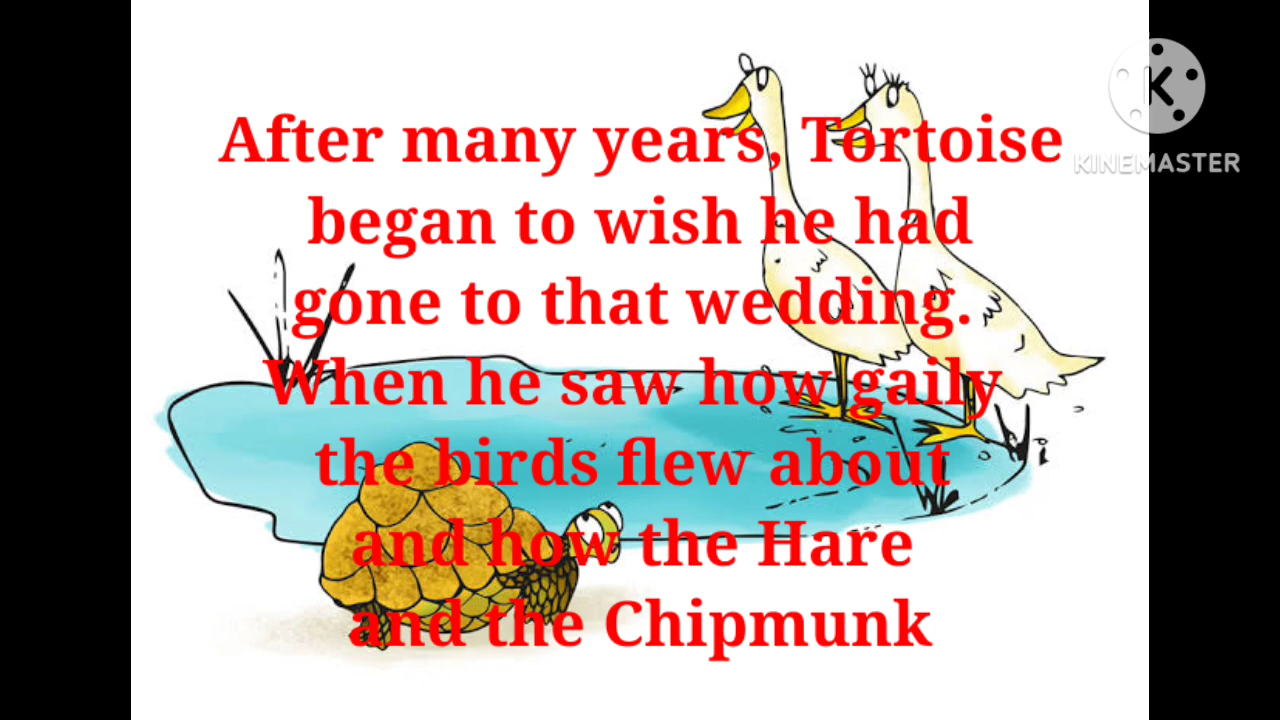 After many years, Tortoise
began to wish he had
gone to that wedding.
When he saw how gaily
the birds flew about
and how the Hare
and the Chipmunk
K
KINEMASTER